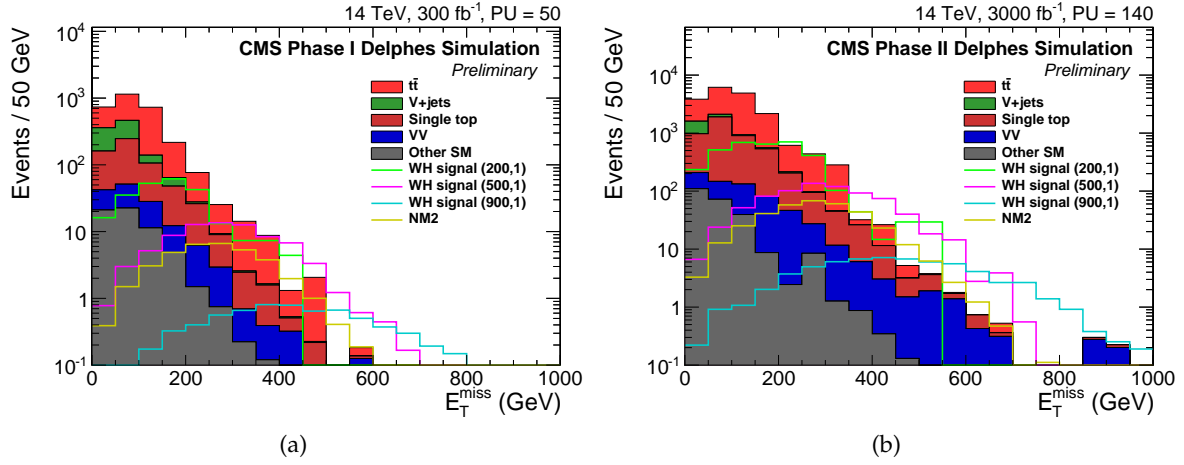 14 TeV, 300 fb⁻¹, PU = 50
CMS Phase I Delphes Simulation
Preliminary
tt̄
V+jets
Single top
VV
Other SM
WH signal (200,1)
WH signal (500,1)
WH signal (900,1)
NM2
Events / 50 GeV
10⁵
10⁴
10³
10²
10
1
10⁻¹
0 200 400 600 800 1000
E_T^miss (GeV)
(a)
14 TeV, 3000 fb⁻¹, PU = 140
CMS Phase II Delphes Simulation
Preliminary
tt̄
V+jets
Single top
VV
Other SM
WH signal (200,1)
WH signal (500,1)
WH signal (900,1)
NM2
Events / 50 GeV
10⁴
10³
10²
10
1
10⁻¹
0 200 400 600 800 1000
E_T^miss (GeV)
(b)